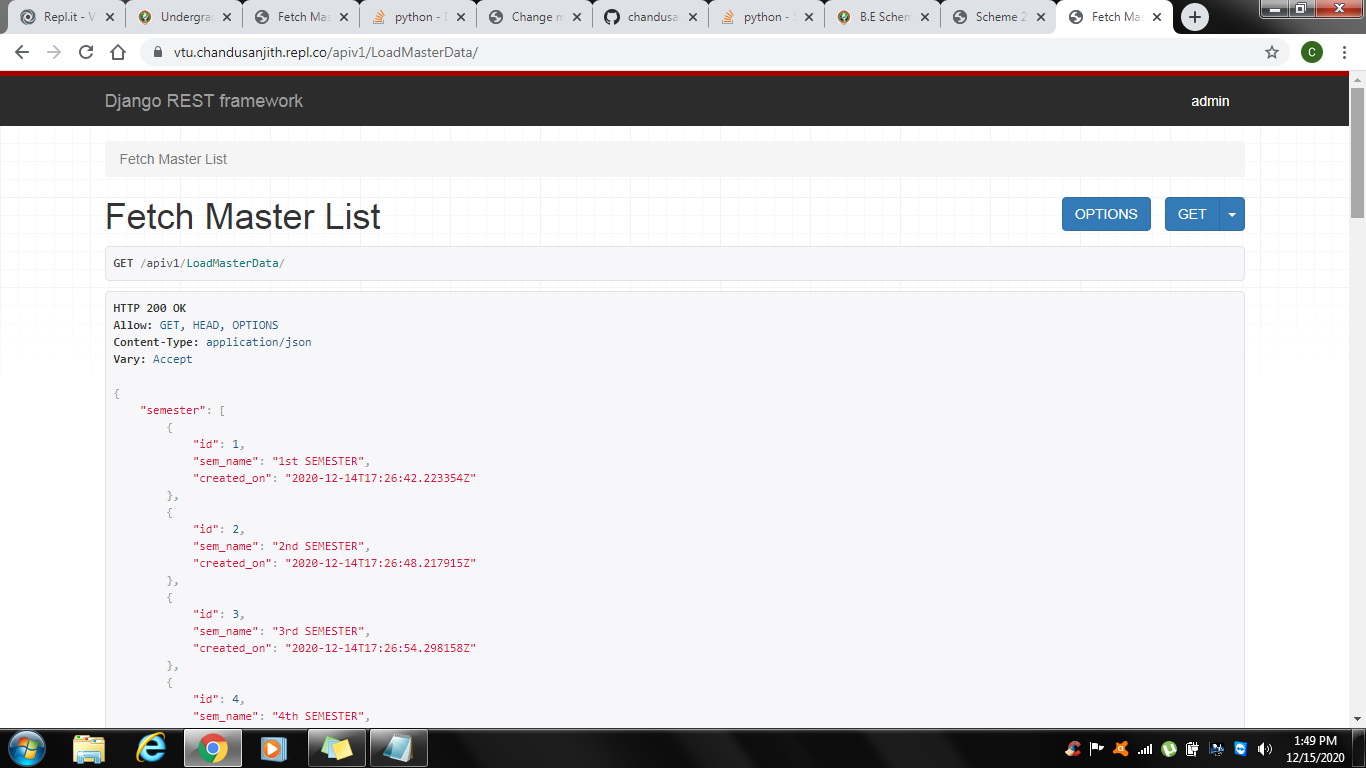 Repl.it - V
Undergra
Fetch Mas
python - D
Change m
chandusa
python - S
B.E Schem
Scheme 2
Fetch Mas
vtu.chandusanjith.repl.co/apiv1/LoadMasterData/
C
Django REST framework
admin
Fetch Master List
Fetch Master List
OPTIONS
GET
GET /apiv1/LoadMasterData/
HTTP 200 OK
Allow: GET, HEAD, OPTIONS
Content-Type: application/json
Vary: Accept
{
"semester": [
{
"id": 1,
"sem_name": "1st SEMESTER",
"created_on": "2020-12-14T17:26:42.223354Z"
},
{
"id": 2,
"sem_name": "2nd SEMESTER",
"created_on": "2020-12-14T17:26:48.217915Z"
},
{
"id": 3,
"sem_name": "3rd SEMESTER",
"created_on": "2020-12-14T17:26:54.298158Z"
},
{
"id": 4,
"sem_name": "4th SEMESTER",
1:49 PM
12/15/2020